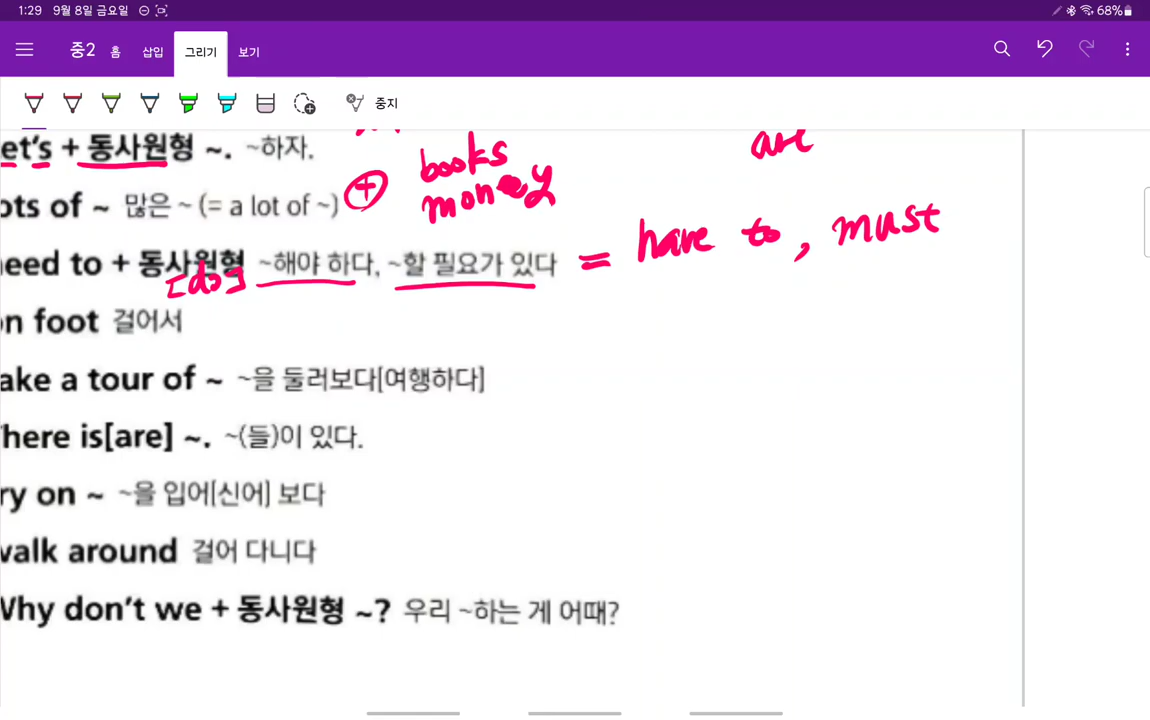 1:29 9월 8일 금요일 68%
중2 홈 삽입 그리기 보기
중지
et's + 동사원형 ~. ~하자.
are
books
money
ots of ~ 많은 ~ (= a lot of ~) +
need to + 동사원형 ~해야 하다, ~할 필요가 있다 = have to, must
[do]
on foot 걸어서
ake a tour of ~ ~을 둘러보다[여행하다]
here is[are] ~. ~(들)이 있다.
ry on ~ ~을 입어[신어] 보다
walk around 걸어 다니다
Why don't we + 동사원형 ~? 우리 ~하는 게 어때?